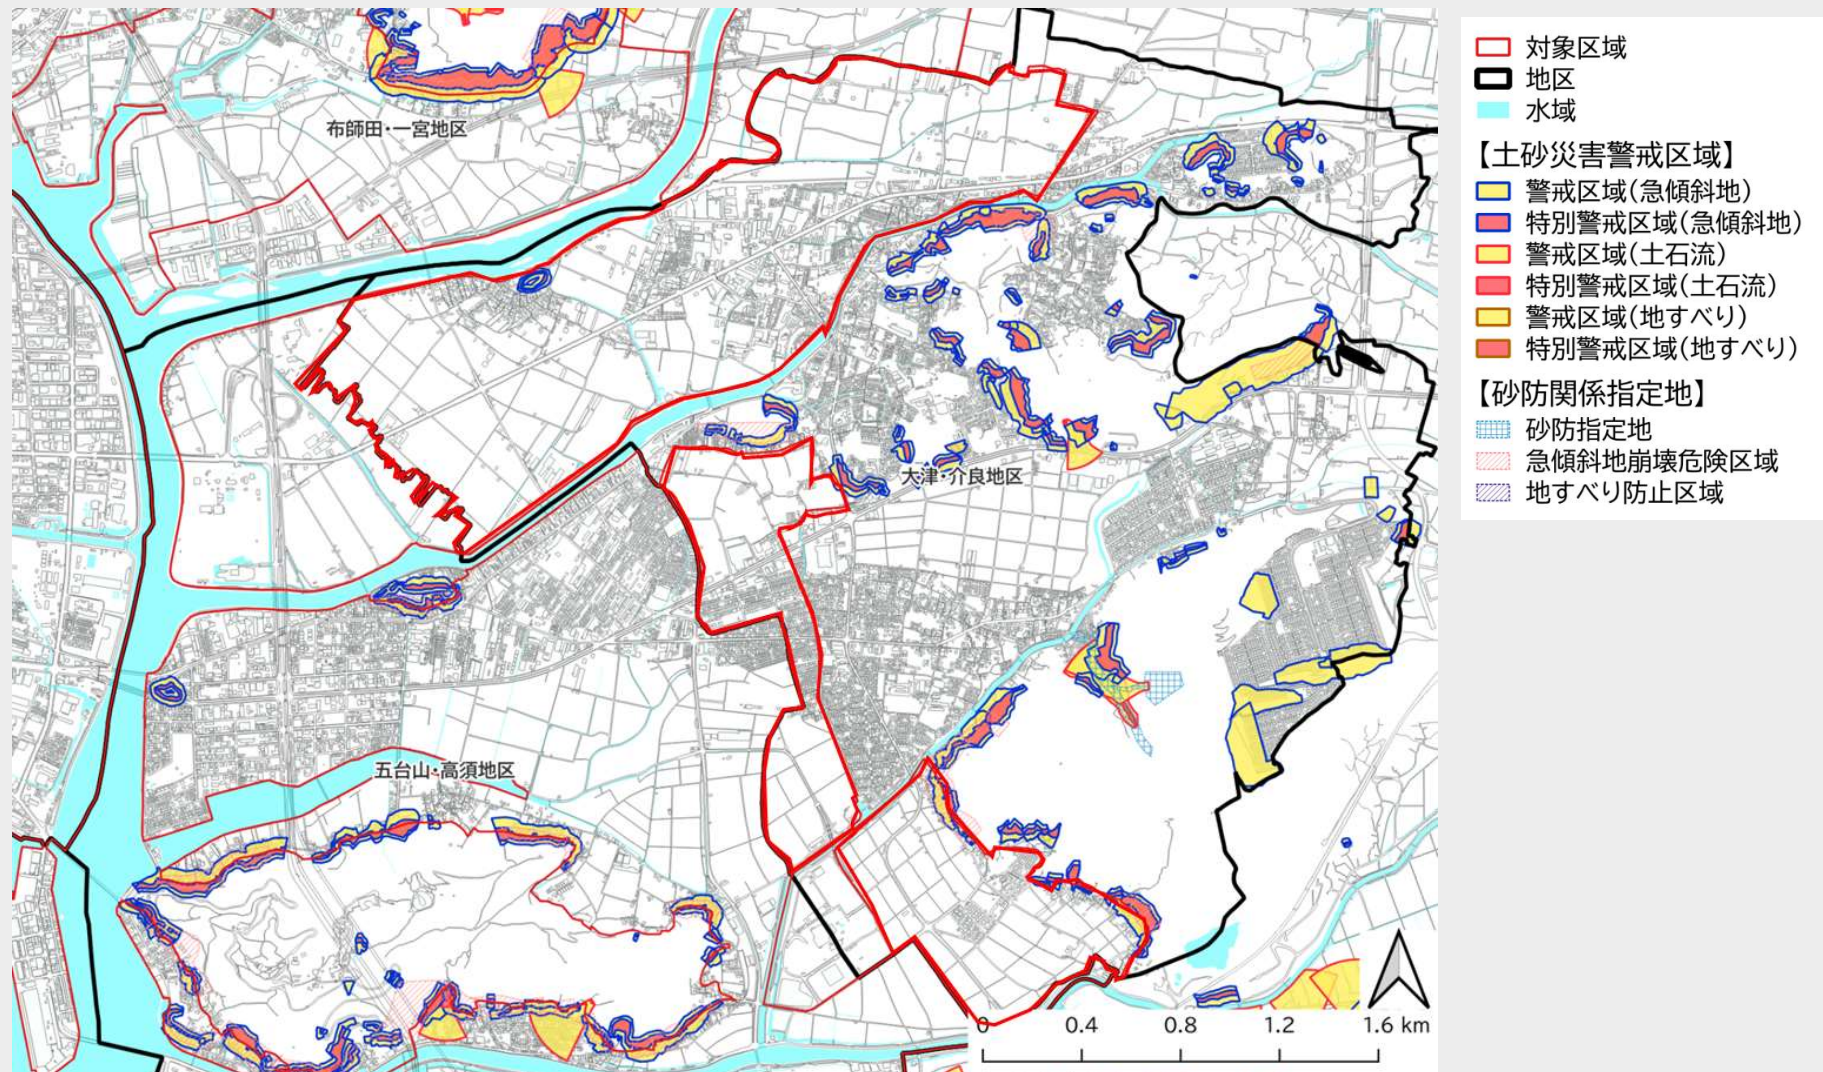 対象区域
地区
水域
【土砂災害警戒区域】
警戒区域(急傾斜地)
特別警戒区域(急傾斜地)
警戒区域(土石流)
特別警戒区域(土石流)
警戒区域(地すべり)
特別警戒区域(地すべり)
【砂防関係指定地】
砂防指定地
急傾斜地崩壊危険区域
地すべり防止区域
布師田・一宮地区
大津・介良地区
五台山・高須地区
0 0.4 0.8 1.2 1.6 km